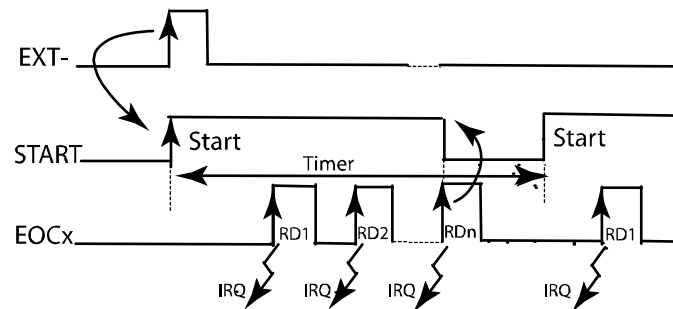 EXT-
START Start Start
Timer
EOCx RD1 RD2 RDn RD1
IRQ IRQ IRQ IRQ